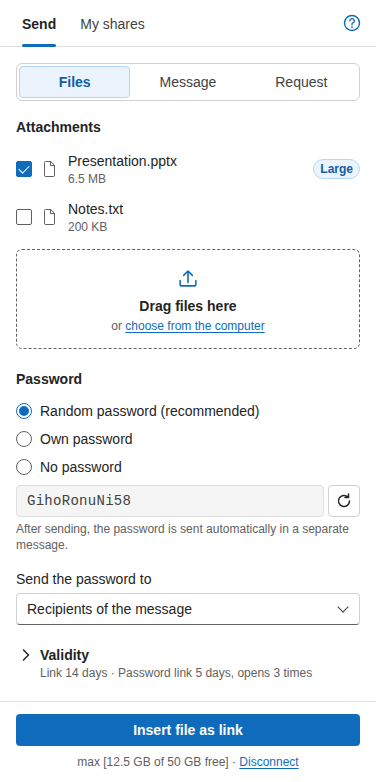 Send
My shares
Files
Message
Request
Attachments
Presentation.pptx
6.5 MB
Large
Notes.txt
200 KB
Drag files here
or choose from the computer
Password
Random password (recommended)
Own password
No password
GihoRonuNi58
After sending, the password is sent automatically in a separate
message.
Send the password to
Recipients of the message
Validity
Link 14 days · Password link 5 days, opens 3 times
Insert file as link
max [12.5 GB of 50 GB free] · Disconnect